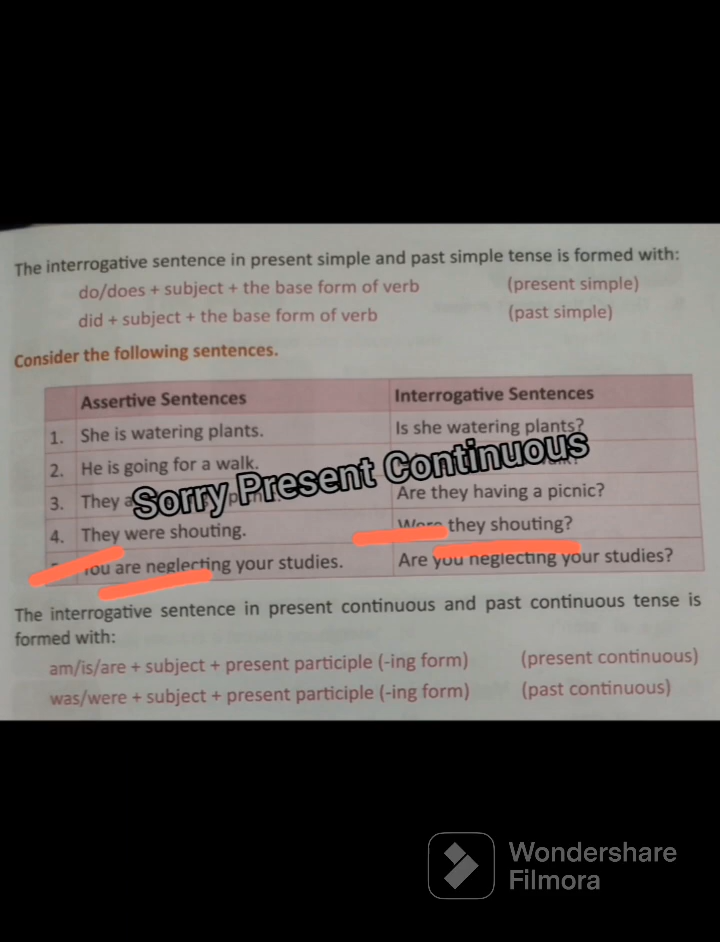 The interrogative sentence in present simple and past simple tense is formed with:
do/does + subject + the base form of verb (present simple)
did + subject + the base form of verb (past simple)
Consider the following sentences.
Assertive Sentences Interrogative Sentences
1. She is watering plants. Is she watering plants?
2. He is going for a walk.
Sorry Present Continuous
3. They Are they having a picnic?
4. They were shouting. Were they shouting?
You are neglecting your studies. Are you neglecting your studies?
The interrogative sentence in present continuous and past continuous tense is
formed with:
am/is/are + subject + present participle (-ing form) (present continuous)
was/were + subject + present participle (-ing form) (past continuous)
Wondershare
Filmora